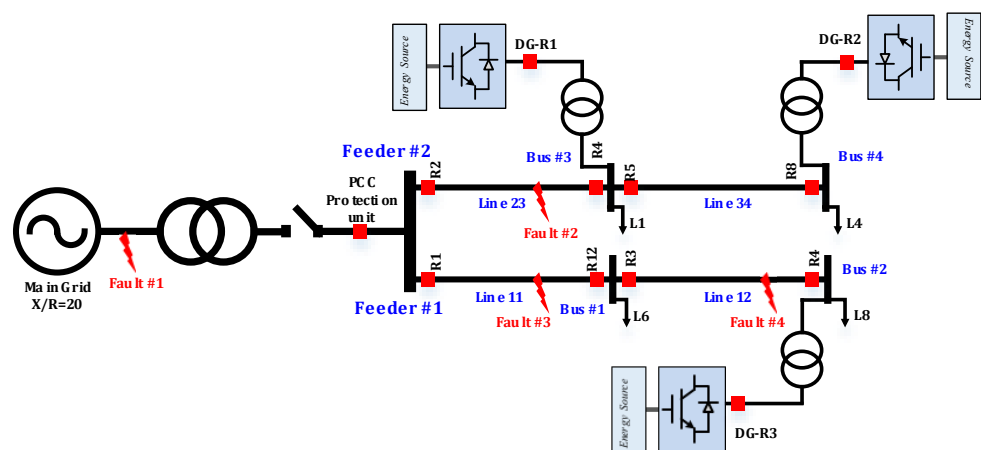 Energy Source
DG-R1
DG-R2
Energy Source
Feeder #2
Bus #3
R4
R5
R8
Bus #4
R2
PCC
Protection
unit
Line 23
Fault #2
L1
Line 34
L4
Main Grid
X/R=20
Fault #1
R1
Feeder #1
Line 11
Fault #3
R12
Bus #1
R3
L6
Line 12
Fault #4
R4
Bus #2
L8
Energy Source
DG-R3